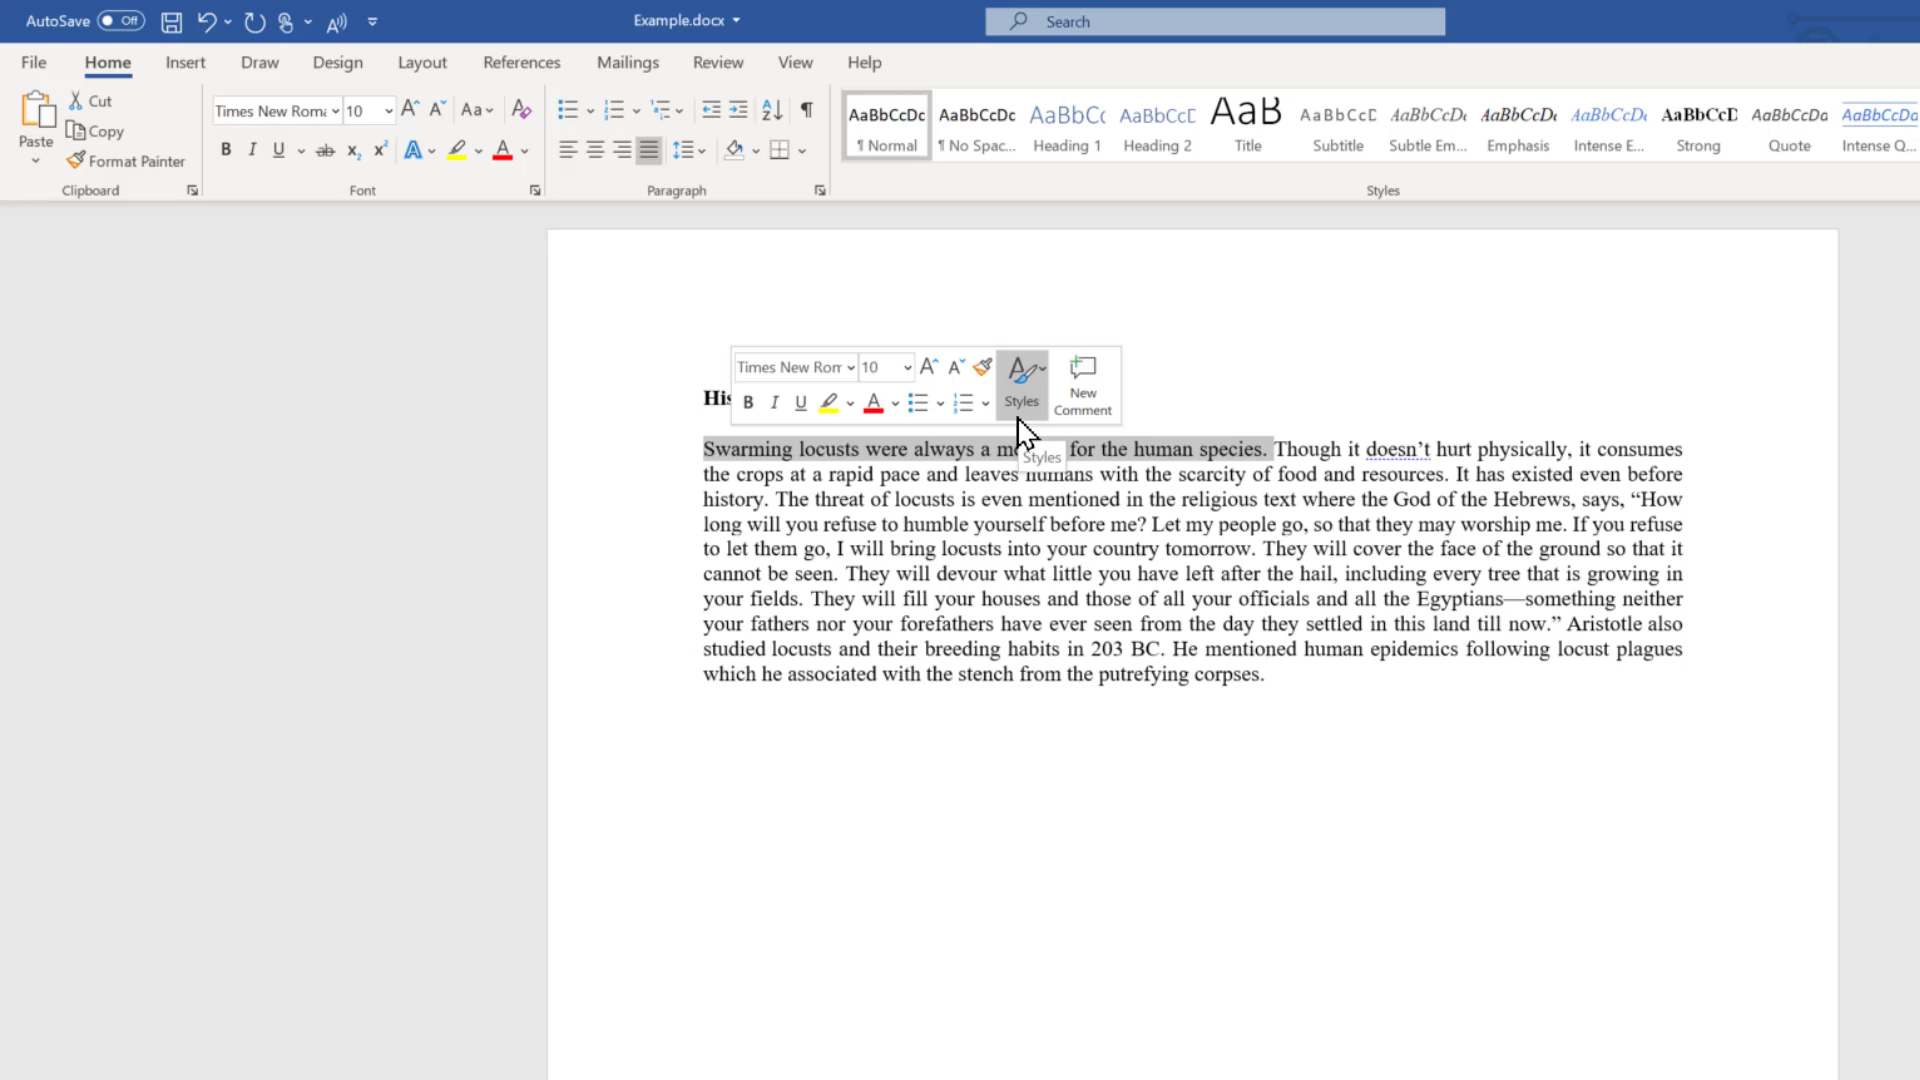 AutoSave Off Example.docx Search
File Home Insert Draw Design Layout References Mailings Review View Help
Paste Cut
Copy
Format Painter
Clipboard
Times New Roma 10 Aa
B I U ab x2 x2 A A
Font
Paragraph
AaBbCcDc AaBbCcDc AaBbCc AaBbCcE AaB AaBbCcD AaBbCcDc AaBbCcDc AaBbCcDc AaBbCcD AaBbCcDa AaBbCcDa
¶ Normal ¶ No Spac... Heading 1 Heading 2 Title Subtitle Subtle Em... Emphasis Intense E... Strong Quote Intense Q...
Styles
Times New Rom 10 A A Styles New
Comment
B I U A
His
Styles
Swarming locusts were always a for the human species. Though it doesn’t hurt physically, it consumes
the crops at a rapid pace and leaves humans with the scarcity of food and resources. It has existed even before
history. The threat of locusts is even mentioned in the religious text where the God of the Hebrews, says, “How
long will you refuse to humble yourself before me? Let my people go, so that they may worship me. If you refuse
to let them go, I will bring locusts into your country tomorrow. They will cover the face of the ground so that it
cannot be seen. They will devour what little you have left after the hail, including every tree that is growing in
your fields. They will fill your houses and those of all your officials and all the Egyptians—something neither
your fathers nor your forefathers have ever seen from the day they settled in this land till now.” Aristotle also
studied locusts and their breeding habits in 203 BC. He mentioned human epidemics following locust plagues
which he associated with the stench from the putrefying corpses.